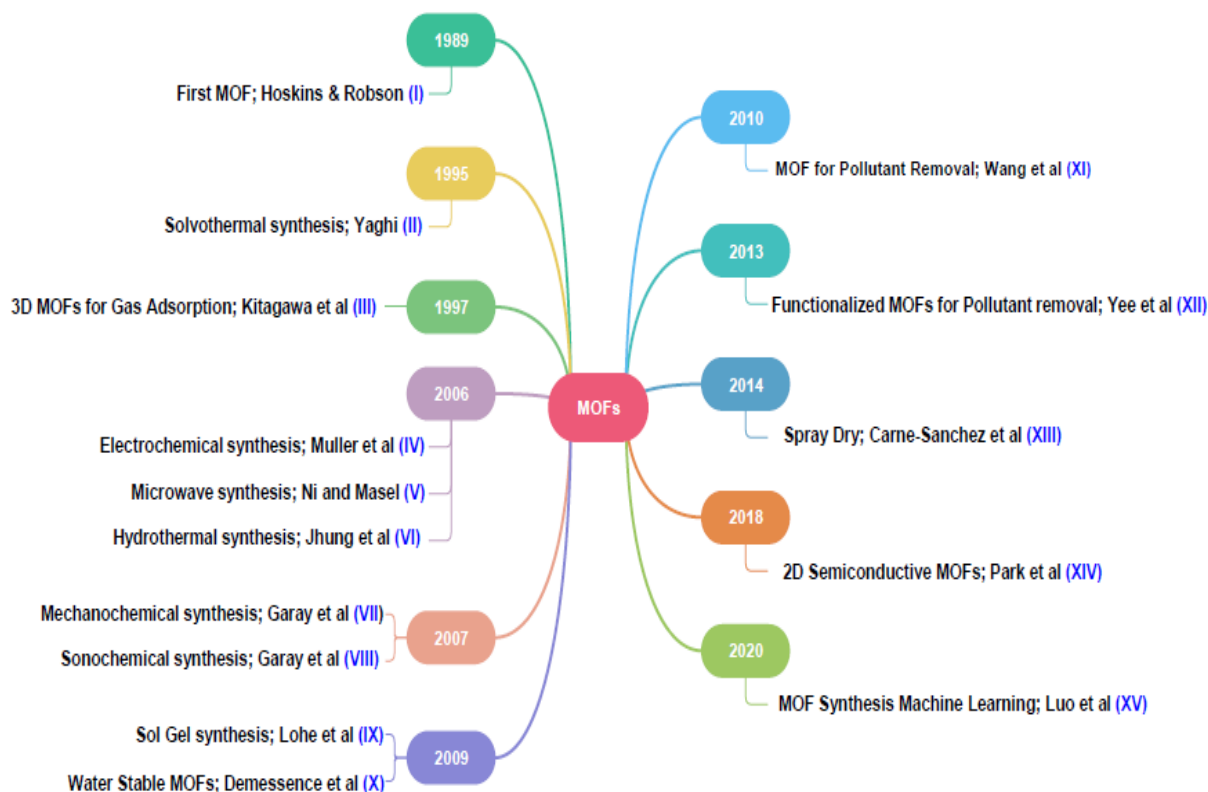 1989
First MOF; Hoskins & Robson (I)
1995
Solvothermal synthesis; Yaghi (II)
1997
3D MOFs for Gas Adsorption; Kitagawa et al (III)
2006
Electrochemical synthesis; Muller et al (IV)
Microwave synthesis; Ni and Masel (V)
Hydrothermal synthesis; Jhung et al (VI)
2007
Mechanochemical synthesis; Garay et al (VII)
Sonochemical synthesis; Garay et al (VIII)
2009
Sol Gel synthesis; Lohe et al (IX)
Water Stable MOFs; Demessence et al (X)
MOFs
2010
MOF for Pollutant Removal; Wang et al (XI)
2013
Functionalized MOFs for Pollutant removal; Yee et al (XII)
2014
Spray Dry; Carne-Sanchez et al (XIII)
2018
2D Semiconductive MOFs; Park et al (XIV)
2020
MOF Synthesis Machine Learning; Luo et al (XV)